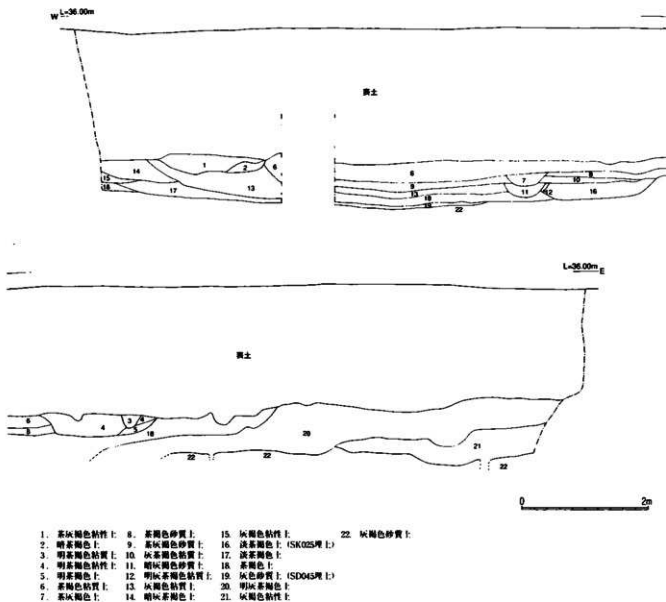 W L=36.00m
表土
1 2 6 14 15 16 17 13
6 7 8 9 10 11 12 13 16 18 19 22
L=36.00m E
表土
6 5 4 3 4 5 18 20 21 22 22 22
0 2m
1. 茶灰褐色粘性土 8. 茶褐色砂質土 15. 灰褐色粘性土 22. 灰褐色砂質土
2. 暗茶褐色土 9. 茶灰褐色砂質土 16. 淡茶褐色土 (SK025埋土)
3. 明茶褐色粘質土 10. 灰茶褐色粘質土 17. 淡茶褐色土
4. 明茶褐色粘性土 11. 暗灰褐色砂質土 18. 茶褐色土
5. 明茶褐色土 12. 明灰茶褐色粘質土 19. 灰色砂質土 (SD045埋土)
6. 茶褐色粘質土 13. 灰褐色粘質土 20. 明灰茶褐色土
7. 茶灰褐色土 14. 暗灰茶褐色土 21. 灰褐色粘性土